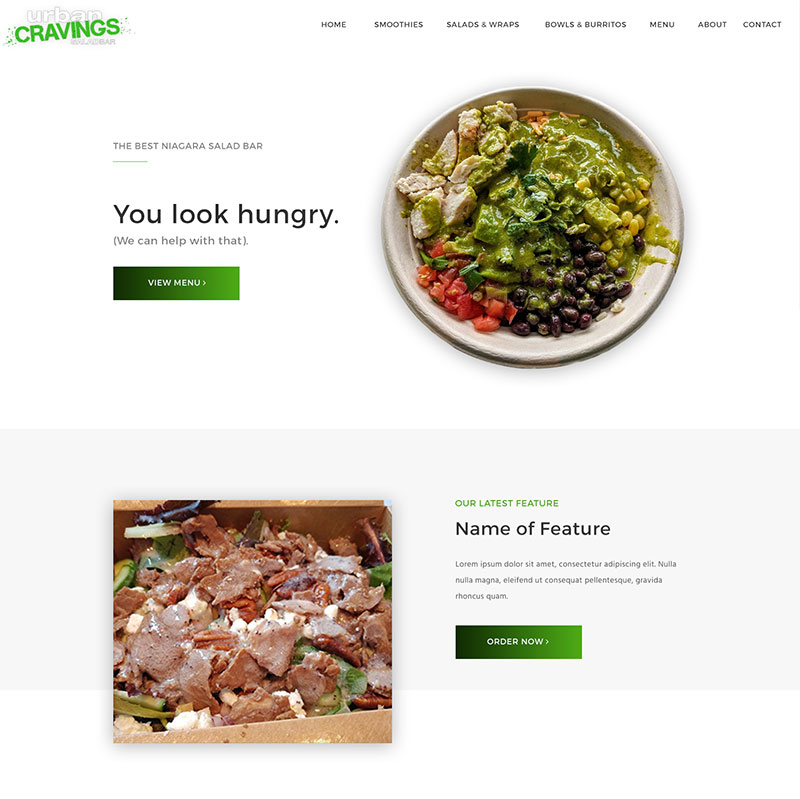 urban
CRAVINGS
SALADBAR
HOME SMOOTHIES SALADS & WRAPS BOWLS & BURRITOS MENU ABOUT CONTACT
THE BEST NIAGARA SALAD BAR
You look hungry.
(We can help with that).
VIEW MENU ›
OUR LATEST FEATURE
Name of Feature
Lorem ipsum dolor sit amet, consectetur adipiscing elit. Nulla
nulla magna, eleifend ut consequat pellentesque, gravida
rhoncus quam.
ORDER NOW ›